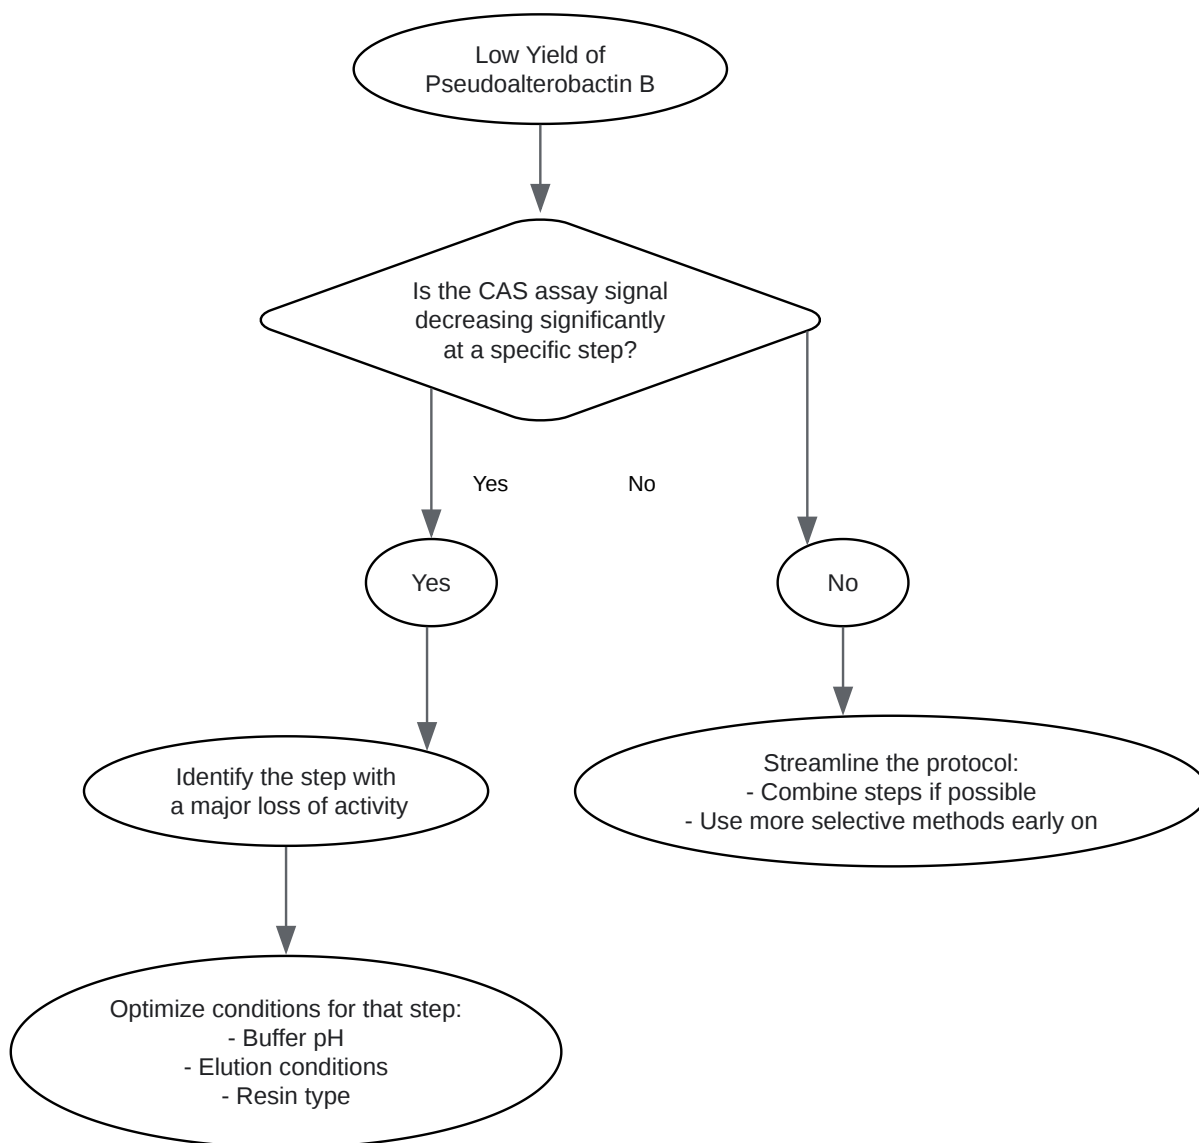 Low Yield of
Pseudoalterobactin B
Is the CAS assay signal
decreasing significantly
at a specific step?
Yes
No
Yes
No
Identify the step with
a major loss of activity
Streamline the protocol:
- Combine steps if possible
- Use more selective methods early on
Optimize conditions for that step:
- Buffer pH
- Elution conditions
- Resin type